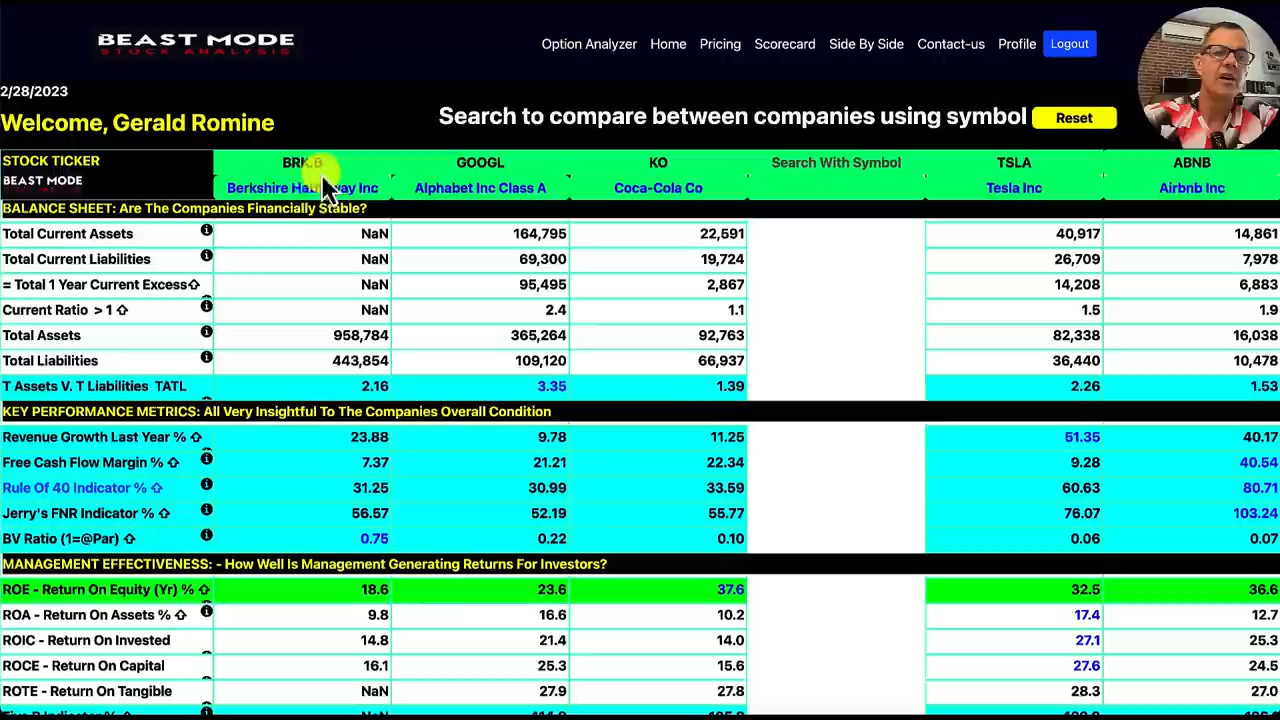 BEAST MODE
STOCK ANALYSIS
Option Analyzer Home Pricing Scorecard Side By Side Contact-us Profile Logout
2/28/2023
Welcome, Gerald Romine
Search to compare between companies using symbol Reset
STOCK TICKER BRK.B GOOGL KO Search With Symbol TSLA ABNB
BEAST MODE Berkshire Hathaway Inc Alphabet Inc Class A Coca-Cola Co Tesla Inc Airbnb Inc
BALANCE SHEET: Are The Companies Financially Stable?
Total Current Assets NaN 164,795 22,591 40,917 14,861
Total Current Liabilities NaN 69,300 19,724 26,709 7,978
= Total 1 Year Current Excess⇧ NaN 95,495 2,867 14,208 6,883
Current Ratio > 1 ⇧ NaN 2.4 1.1 1.5 1.9
Total Assets 958,784 365,264 92,763 82,338 16,038
Total Liabilities 443,854 109,120 66,937 36,440 10,478
T Assets V. T Liabilities TATL 2.16 3.35 1.39 2.26 1.53
KEY PERFORMANCE METRICS: All Very Insightful To The Companies Overall Condition
Revenue Growth Last Year % ⇧ 23.88 9.78 11.25 51.35 40.17
Free Cash Flow Margin % ⇧ 7.37 21.21 22.34 9.28 40.54
Rule Of 40 Indicator % ⇧ 31.25 30.99 33.59 60.63 80.71
Jerry's FNR Indicator % ⇧ 56.57 52.19 55.77 76.07 103.24
BV Ratio (1=@Par) ⇧ 0.75 0.22 0.10 0.06 0.07
MANAGEMENT EFFECTIVENESS: - How Well Is Management Generating Returns For Investors?
ROE - Return On Equity (Yr) % ⇧ 18.6 23.6 37.6 32.5 36.6
ROA - Return On Assets % ⇧ 9.8 16.6 10.2 17.4 12.7
ROIC - Return On Invested 14.8 21.4 14.0 27.1 25.3
ROCE - Return On Capital 16.1 25.3 15.6 27.6 24.5
ROTE - Return On Tangible NaN 27.9 27.8 28.3 27.0